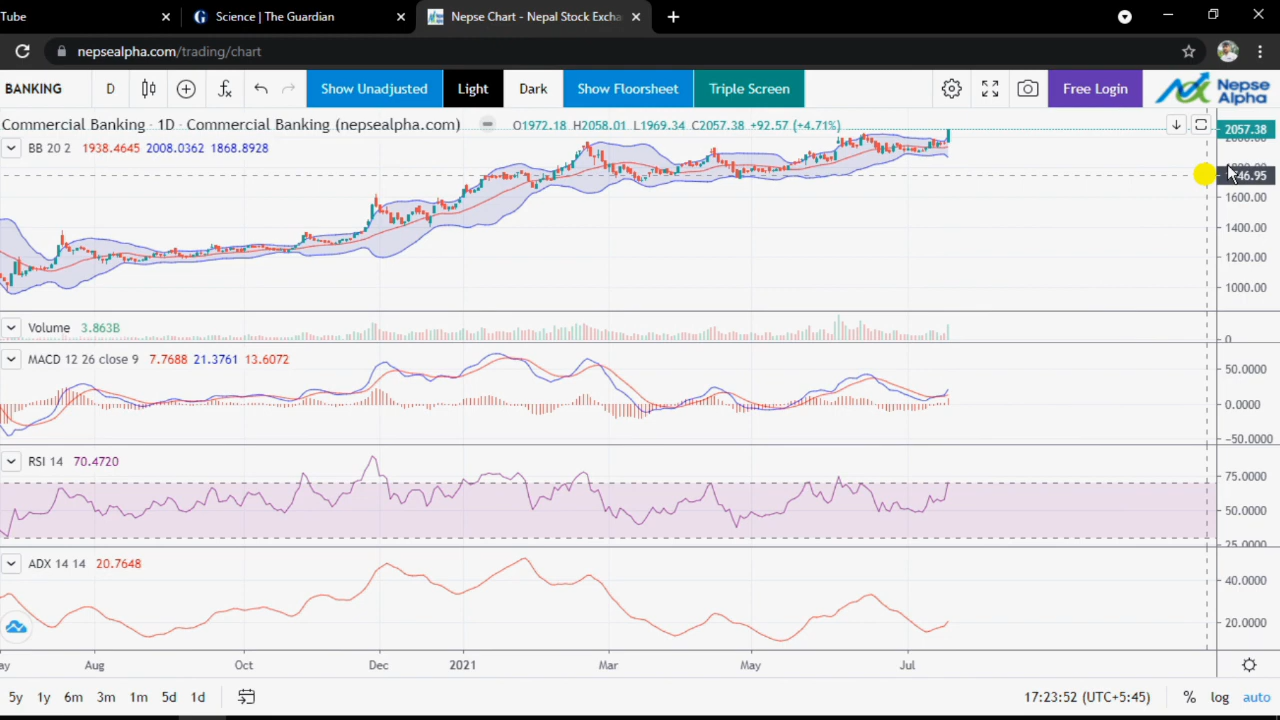 Tube
Science | The Guardian
Nepse Chart - Nepal Stock Excha
nepsealpha.com/trading/chart
BANKING
D
Show Unadjusted
Light
Dark
Show Floorsheet
Triple Screen
Free Login
Nepse Alpha
Commercial Banking · 1D · Commercial Banking (nepsealpha.com)
O1972.18 H2058.01 L1969.34 C2057.38 +92.57 (+4.71%)
BB 20 2 1938.4645 2008.0362 1868.8928
2057.38
46.95
1600.00
1400.00
1200.00
1000.00
Volume 3.863B
0
MACD 12 26 close 9 7.7688 21.3761 13.6072
50.0000
0.0000
-50.0000
RSI 14 70.4720
75.0000
50.0000
25.0000
ADX 14 14 20.7648
40.0000
20.0000
ay
Aug
Oct
Dec
2021
Mar
May
Jul
5y 1y 6m 3m 1m 5d 1d
17:23:52 (UTC+5:45)
% log auto